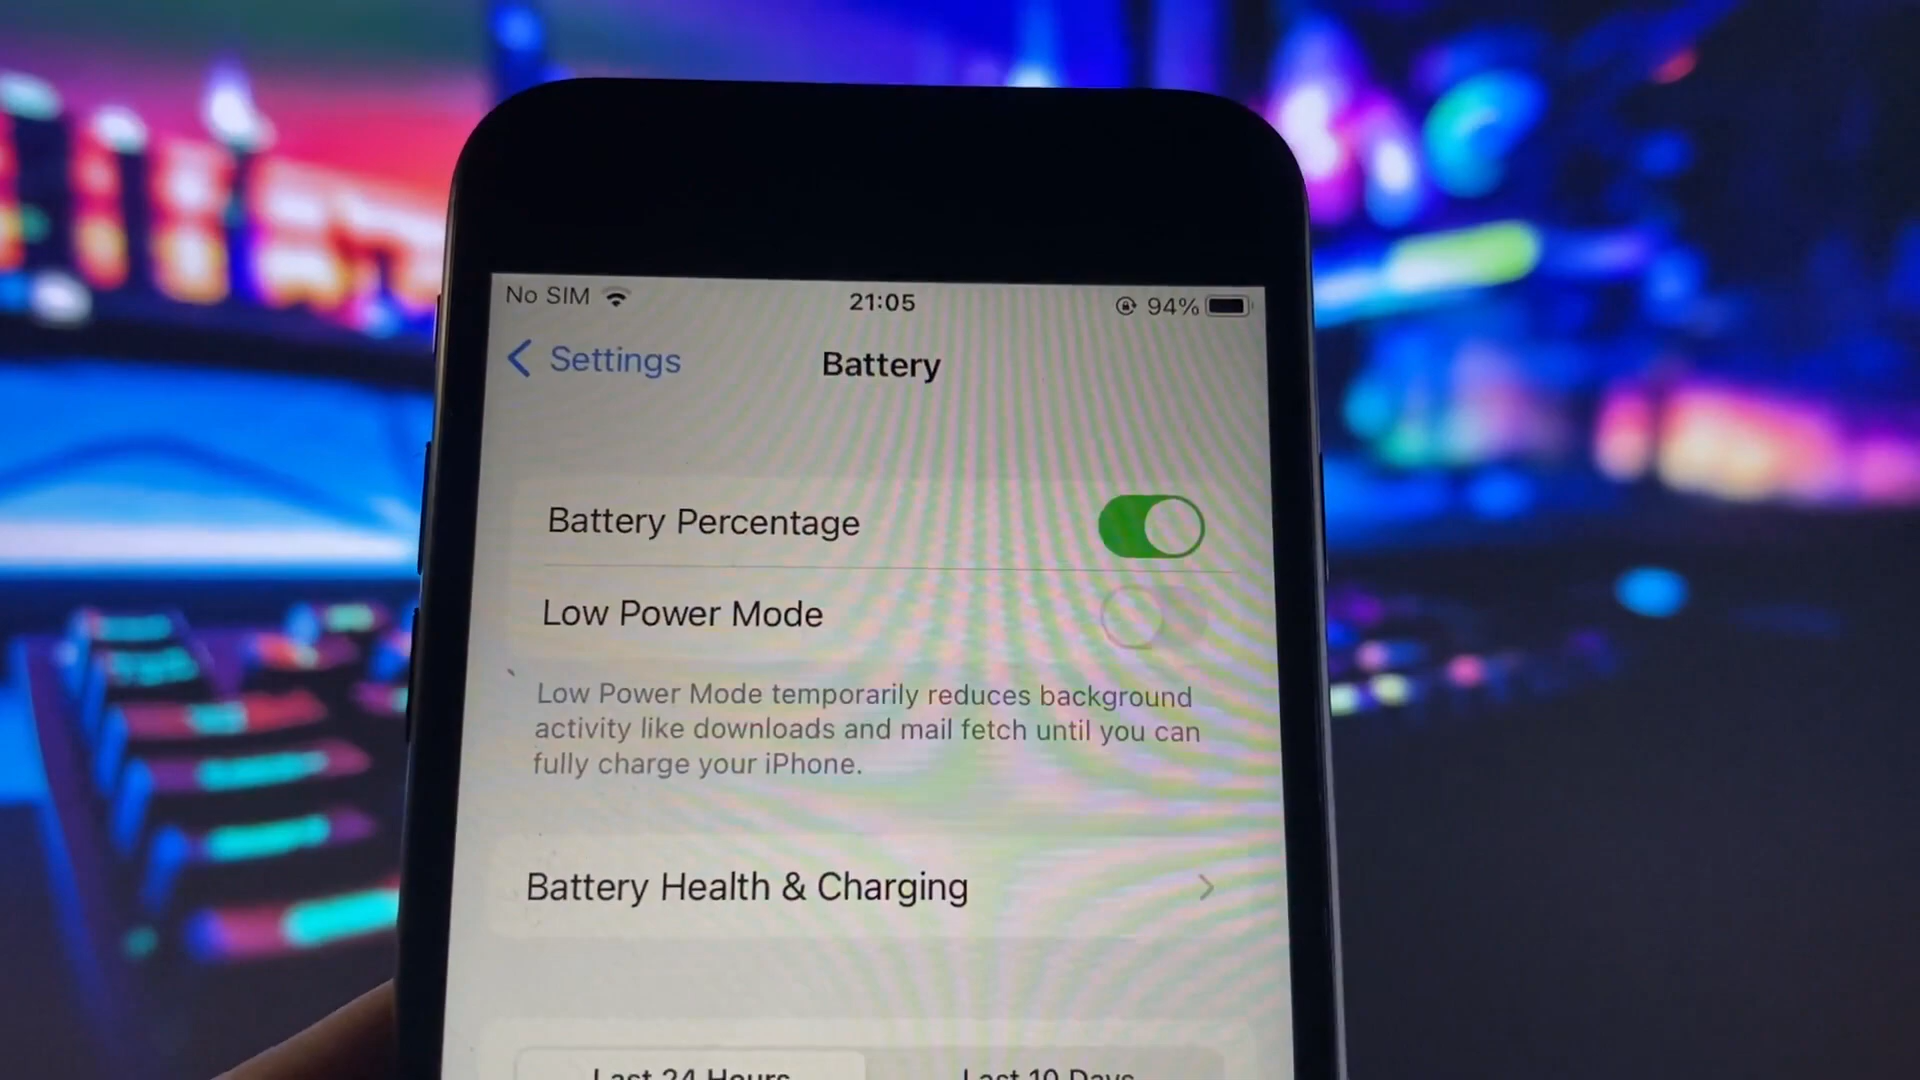 No SIM 21:05 94%
Settings Battery
Battery Percentage
Low Power Mode
Low Power Mode temporarily reduces background
activity like downloads and mail fetch until you can
fully charge your iPhone.
Battery Health & Charging
Last 24 Hours Last 10 Days